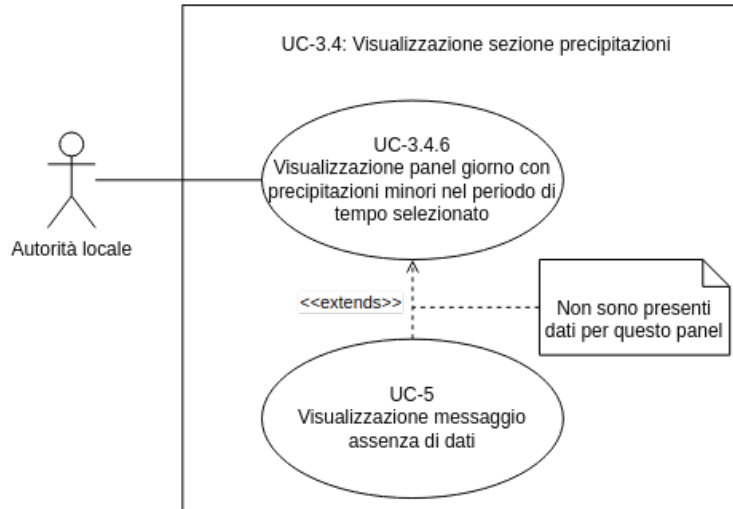 UC-3.4: Visualizzazione sezione precipitazioni
UC-3.4.6
Visualizzazione panel giorno con
precipitazioni minori nel periodo di
tempo selezionato
Autorità locale
<<extends>>
Non sono presenti
dati per questo panel
UC-5
Visualizzazione messaggio
assenza di dati